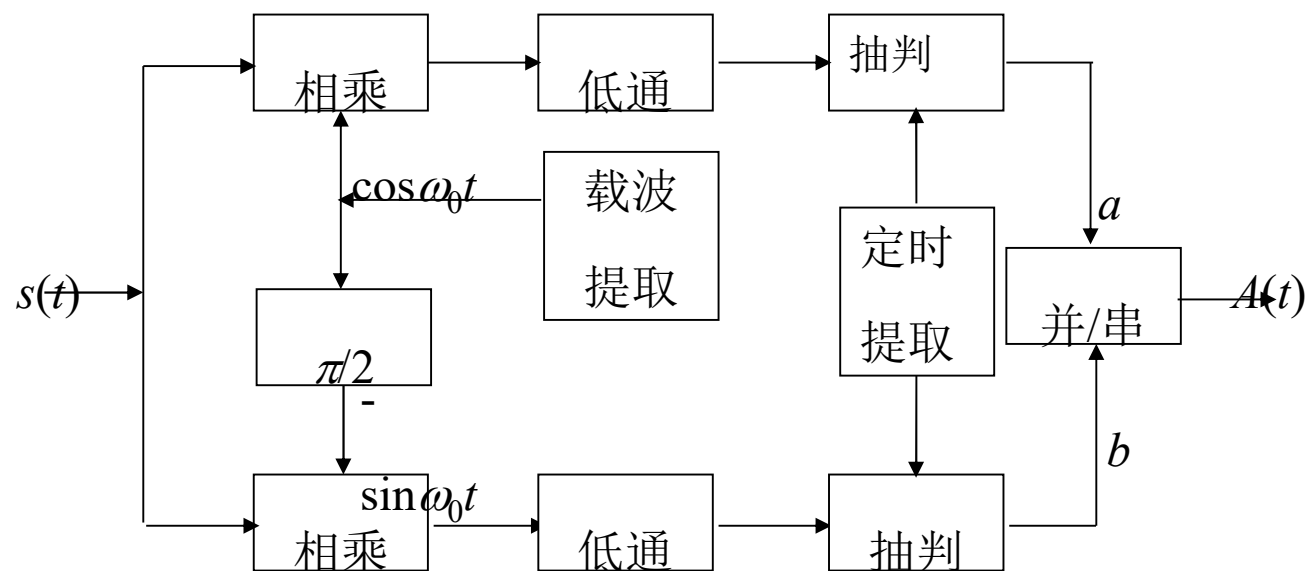 相乘
低通
抽判
cosω₀t
载波
提取
定时
提取
a
s(t)
π/2
并/串
A(t)
-
sinω₀t
b
相乘
低通
抽判